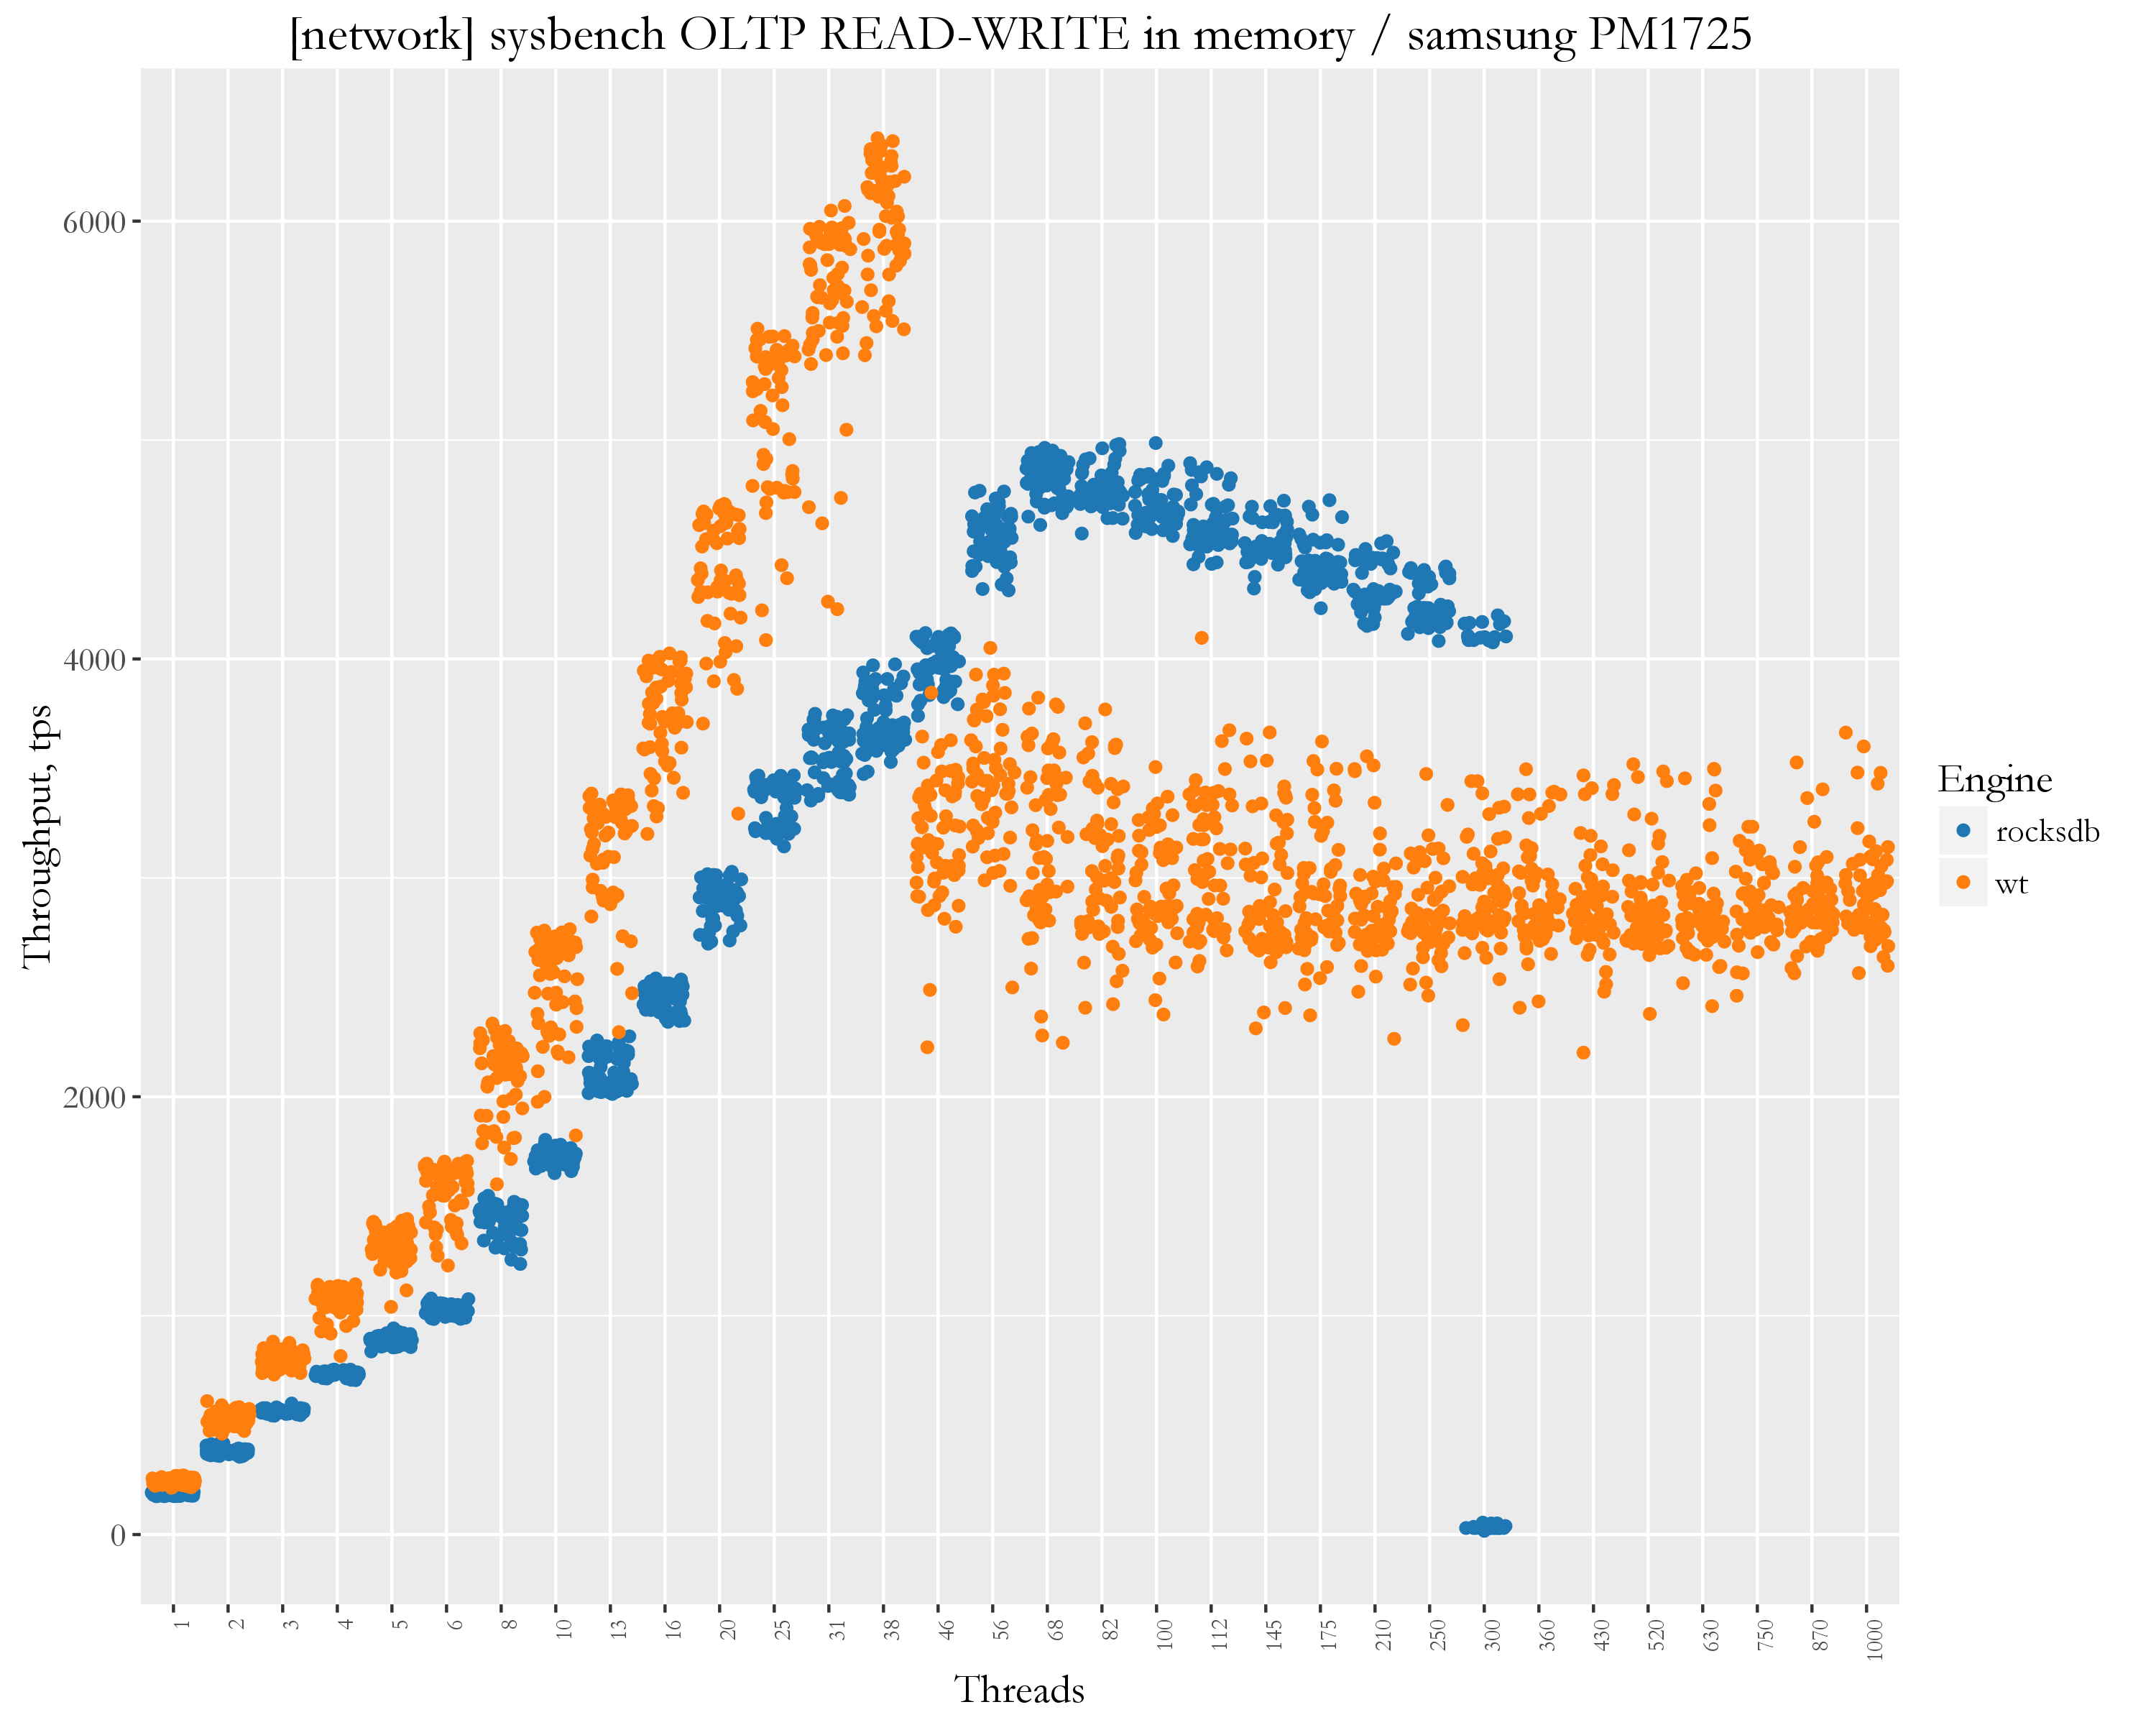 [network] sysbench OLTP READ-WRITE in memory / samsung PM1725
Throughput, tps
6000
4000
2000
0
1 2 3 4 5 6 8 10 13 16 20 25 31 38 46 56 68 82 100 112 145 175 210 250 300 360 430 520 630 750 870 1000
Threads
Engine
rocksdb
wt